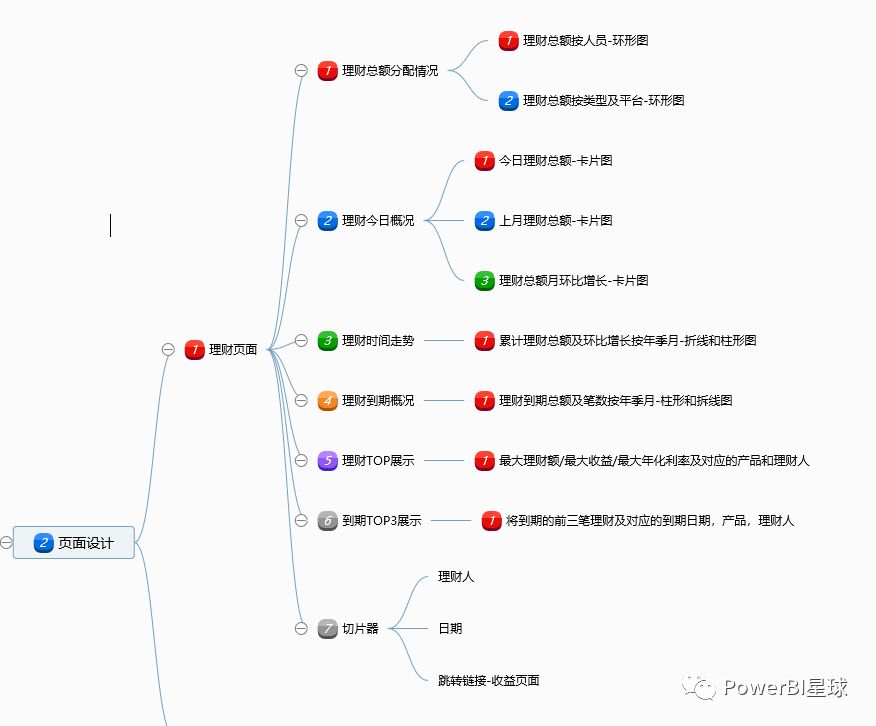 2 页面设计
1 理财页面
1 理财总额分配情况
1 理财总额按人员-环形图
2 理财总额按类型及平台-环形图
2 理财今日概况
1 今日理财总额-卡片图
2 上月理财总额-卡片图
3 理财总额月环比增长-卡片图
3 理财时间走势
1 累计理财总额及环比增长按年季月-折线和柱形图
4 理财到期概况
1 理财到期总额及笔数按年季月-柱形和拆线图
5 理财TOP展示
1 最大理财额/最大收益/最大年化利率及对应的产品和理财人
6 到期TOP3展示
1 将到期的前三笔理财及对应的到期日期，产品，理财人
7 切片器
理财人
日期
跳转链接-收益页面
PowerBI星球